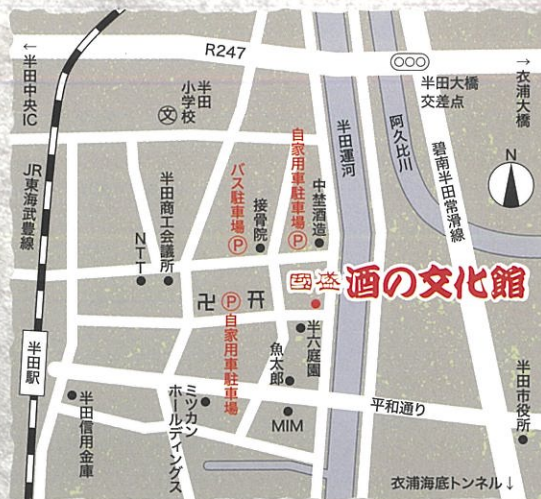 R247
←半田中央IC
半田小学校
文
半田大橋交差点
→衣浦大橋
N
JR東海武豊線
NTT
半田商工会議所
バス駐車場
P
接骨院
自家用車駐車場
P
中埜酒造
半田運河
阿久比川
碧南半田常滑線
國盛 酒の文化館
卍
P
自家用車駐車場
半六庭園
魚太郎
MIM
半田駅
半田信用金庫
ミツカンホールディングス
平和通り
半田市役所
衣浦海底トンネル↓